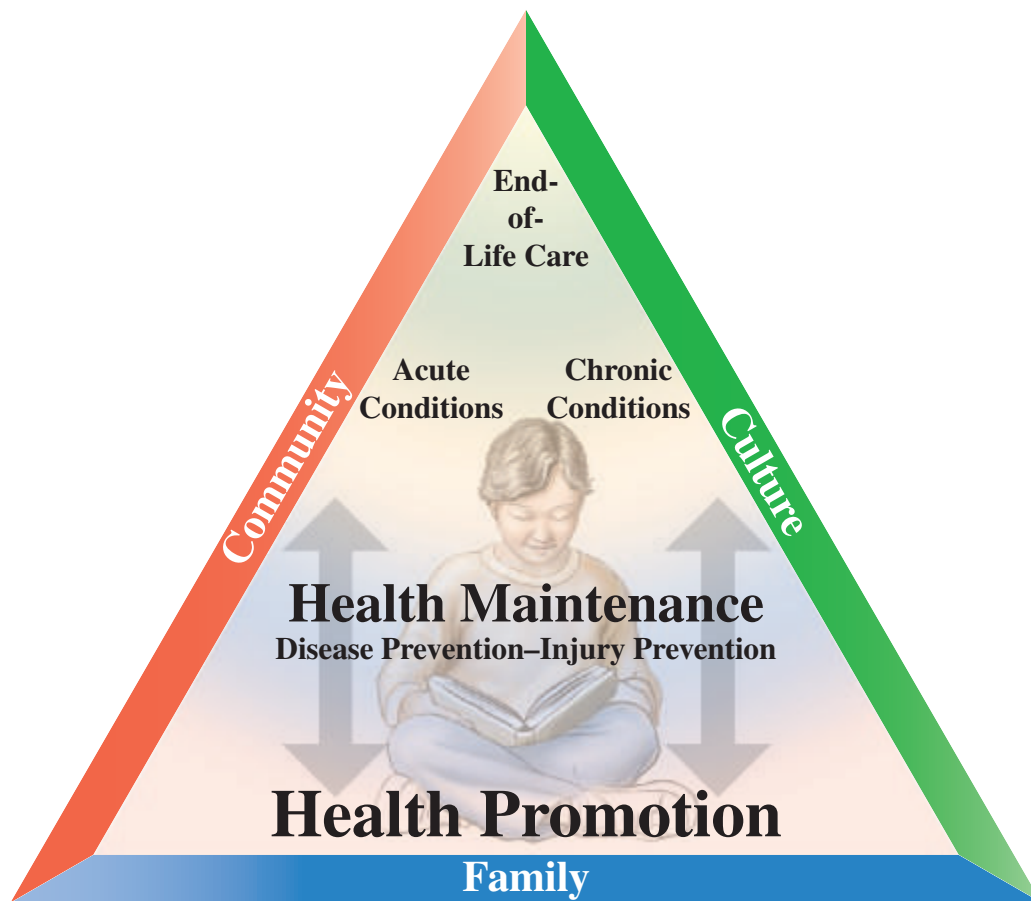 End-
of-
Life Care
Acute
Conditions
Chronic
Conditions
Community
Culture
Health Maintenance
Disease Prevention–Injury Prevention
Health Promotion
Family